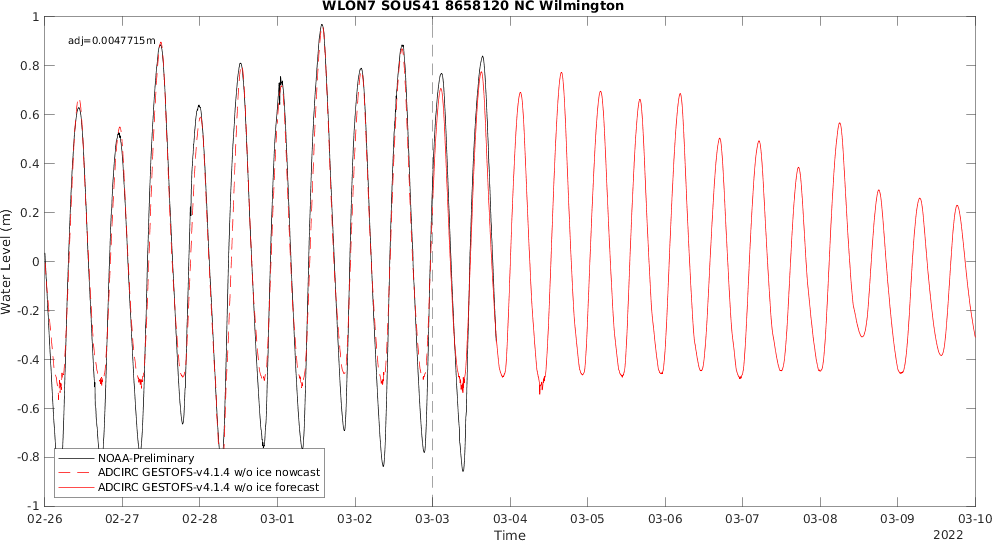 WLON7 SOUS41 8658120 NC Wilmington
adj=0.0047715m
1
0.8
0.6
0.4
0.2
0
-0.2
-0.4
-0.6
-0.8
-1
Water Level (m)
NOAA-Preliminary
ADCIRC GESTOFS-v4.1.4 w/o ice nowcast
ADCIRC GESTOFS-v4.1.4 w/o ice forecast
02-26 02-27 02-28 03-01 03-02 03-03 03-04 03-05 03-06 03-07 03-08 03-09 03-10
Time
2022